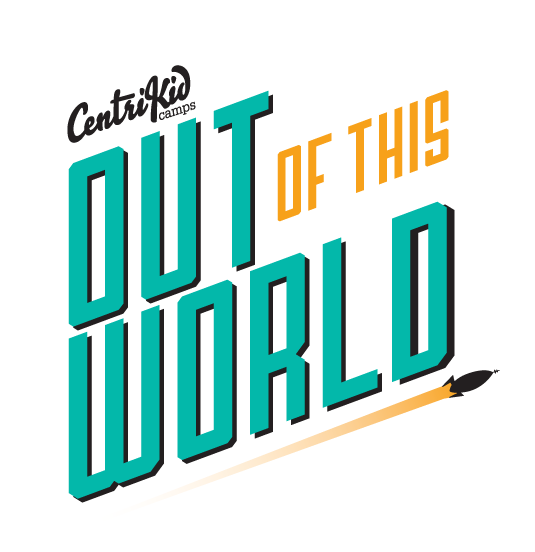 CentriKid
camps
OUT OF THIS
WORLD